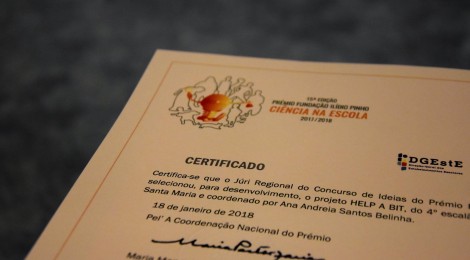 15ª EDIÇÃO
PRÉMIO FUNDAÇÃO ILÍDIO PINHO
CIÊNCIA NA ESCOLA
2017/2018
DGEstE
CERTIFICADO
Certifica-se que o Júri Regional do Concurso de Ideias do Prémio
selecionou, para desenvolvimento, o projeto HELP A BIT, do 4º escal
Santa Maria e coordenado por Ana Andreia Santos Belinha.
18 de janeiro de 2018
Pel' A Coordenação Nacional do Prémio